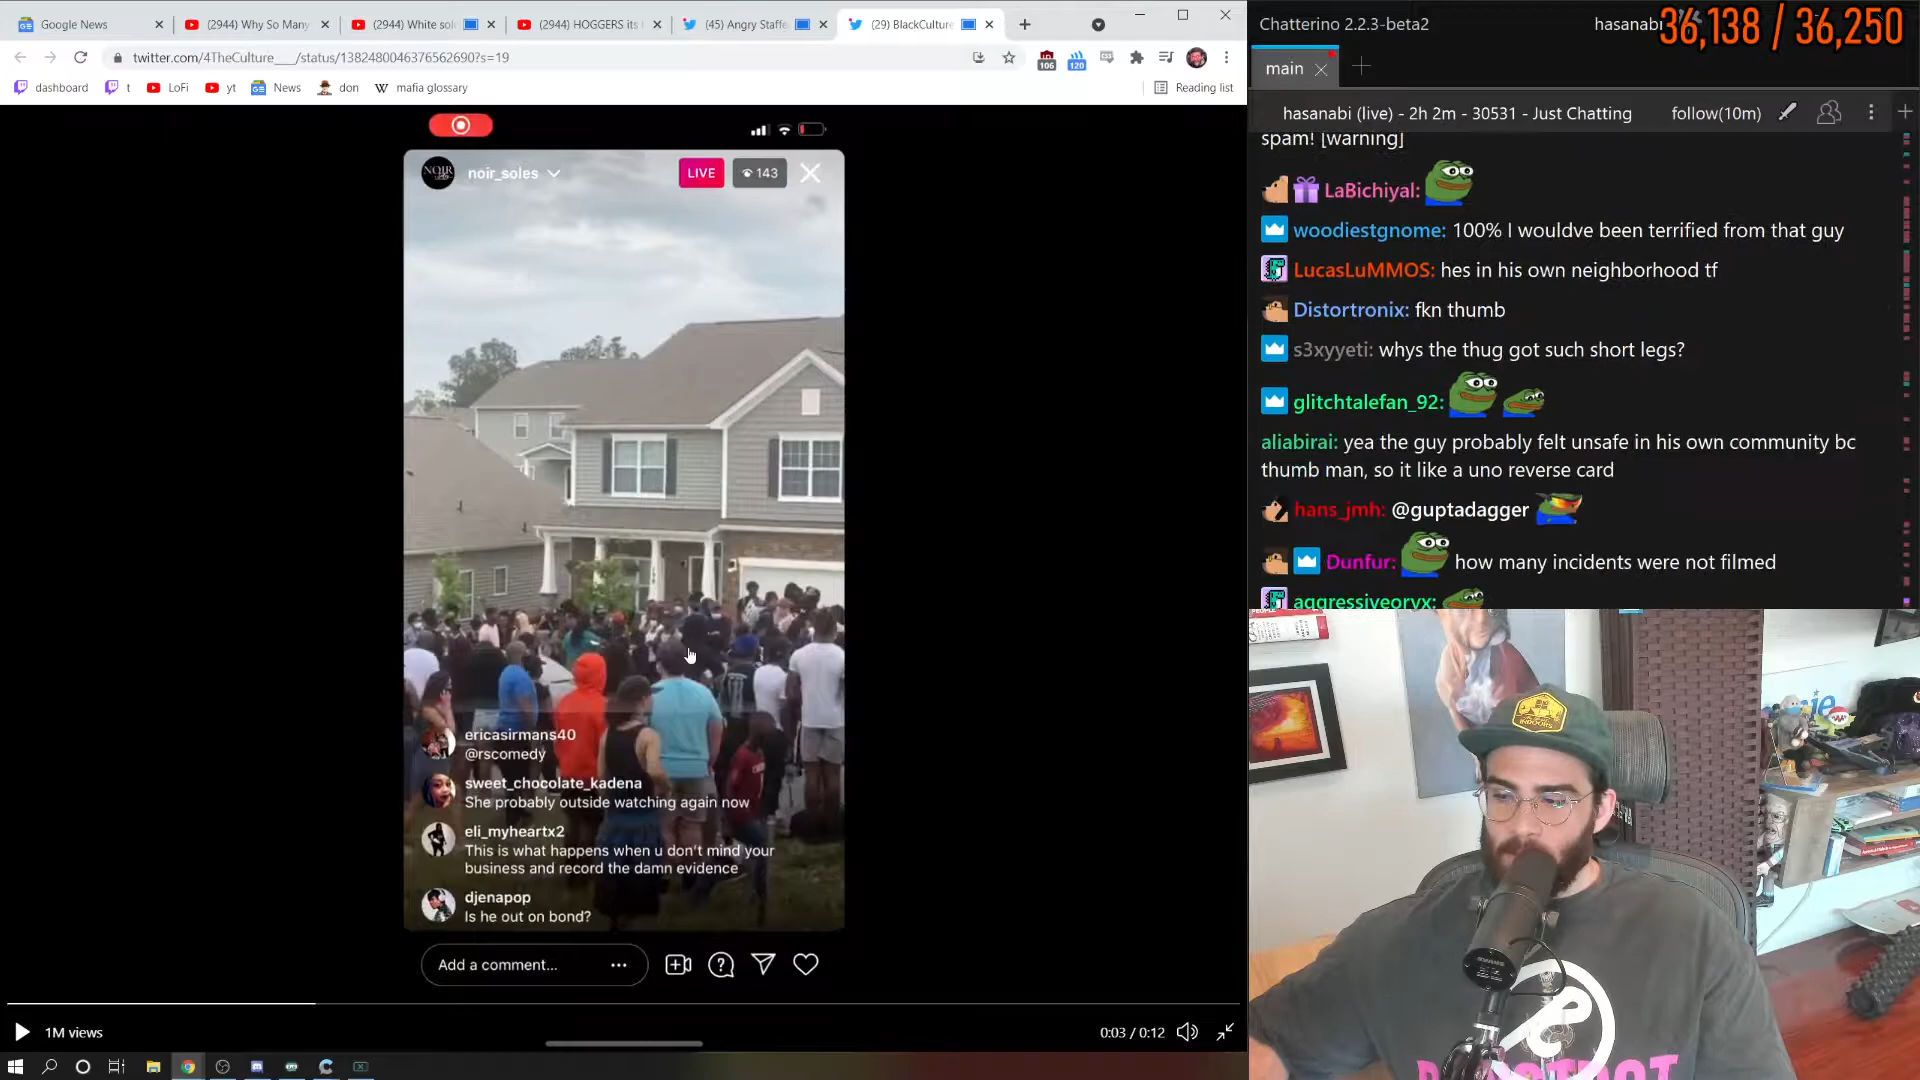 Google News
(2944) Why So Many
(2944) White sol
(2944) HOGGERS its
(45) Angry Staffe
(29) BlackCulture
twitter.com/4TheCulture___/status/1382480046376562690?s=19
106
120
dashboard
t
LoFi
yt
News
don
mafia glossary
Reading list
NOIR
noir_soles
LIVE
143
ericasirmans40
@rscomedy
sweet_chocolate_kadena
She probably outside watching again now
eli_myheartx2
This is what happens when u don't mind your
business and record the damn evidence
djenapop
Is he out on bond?
Add a comment...
1M views
0:03 / 0:12
Chatterino 2.2.3-beta2
hasanabi
36,138 / 36,250
main
hasanabi (live) - 2h 2m - 30531 - Just Chatting
follow(10m)
spam! [warning]
LaBichiyal:
woodiestgnome: 100% I wouldve been terrified from that guy
LucasLuMMOS: hes in his own neighborhood tf
Distortronix: fkn thumb
s3xyyeti: whys the thug got such short legs?
glitchtalefan_92:
aliabirai: yea the guy probably felt unsafe in his own community bc
thumb man, so it like a uno reverse card
hans_jmh: @guptadagger
Dunfur: how many incidents were not filmed
aggressiveoryx: